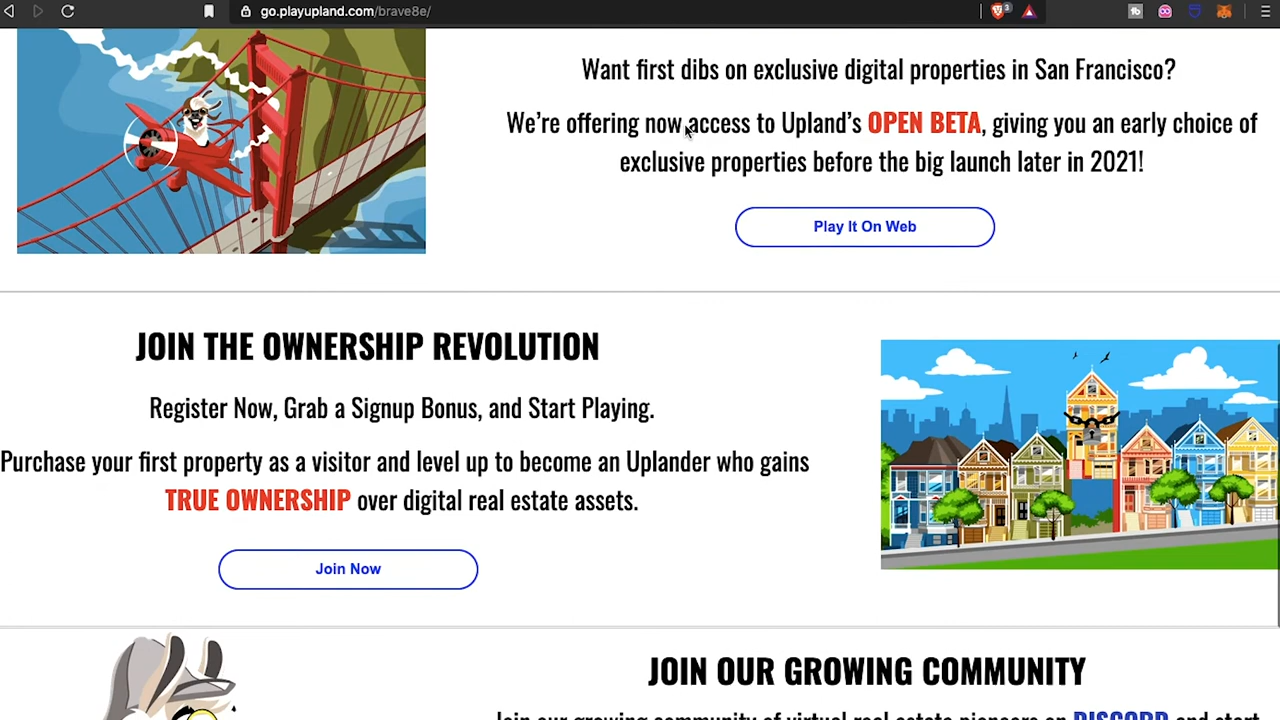 go.playupland.com/brave8e/
3
Want first dibs on exclusive digital properties in San Francisco?
We're offering now access to Upland's OPEN BETA, giving you an early choice of
exclusive properties before the big launch later in 2021!
Play It On Web
JOIN THE OWNERSHIP REVOLUTION
Register Now, Grab a Signup Bonus, and Start Playing.
Purchase your first property as a visitor and level up to become an Uplander who gains
TRUE OWNERSHIP over digital real estate assets.
Join Now
JOIN OUR GROWING COMMUNITY
Join our growing community of virtual real estate pioneers on DISCORD and start